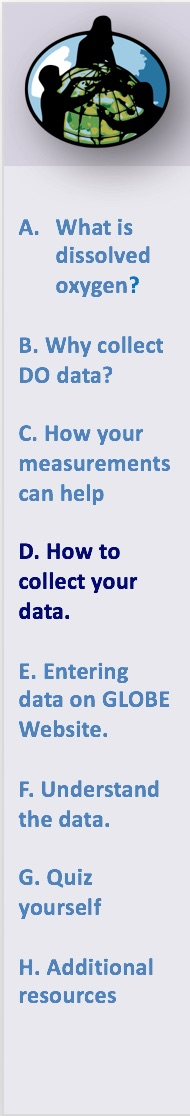 A. What is
dissolved
oxygen?
B. Why collect
DO data?
C. How your
measurements
can help
D. How to
collect your
data.
E. Entering
data on GLOBE
Website.
F. Understand
the data.
G. Quiz
yourself
H. Additional
resources